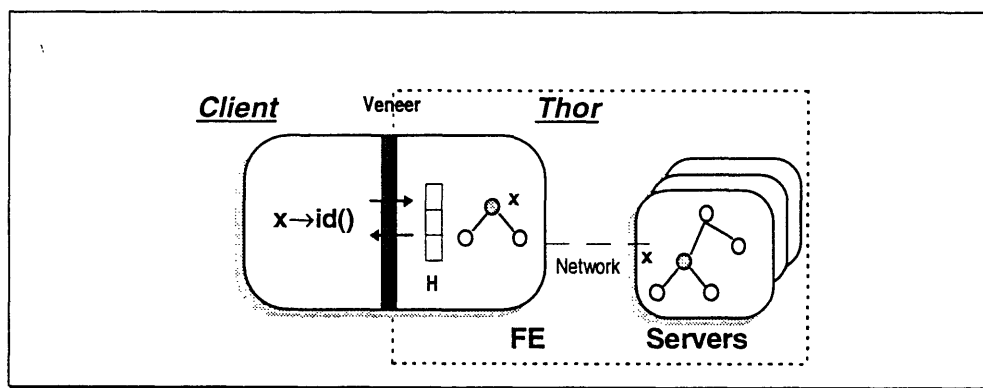 Client
Veneer
Thor
x→id()
H
x
Network
x
FE
Servers